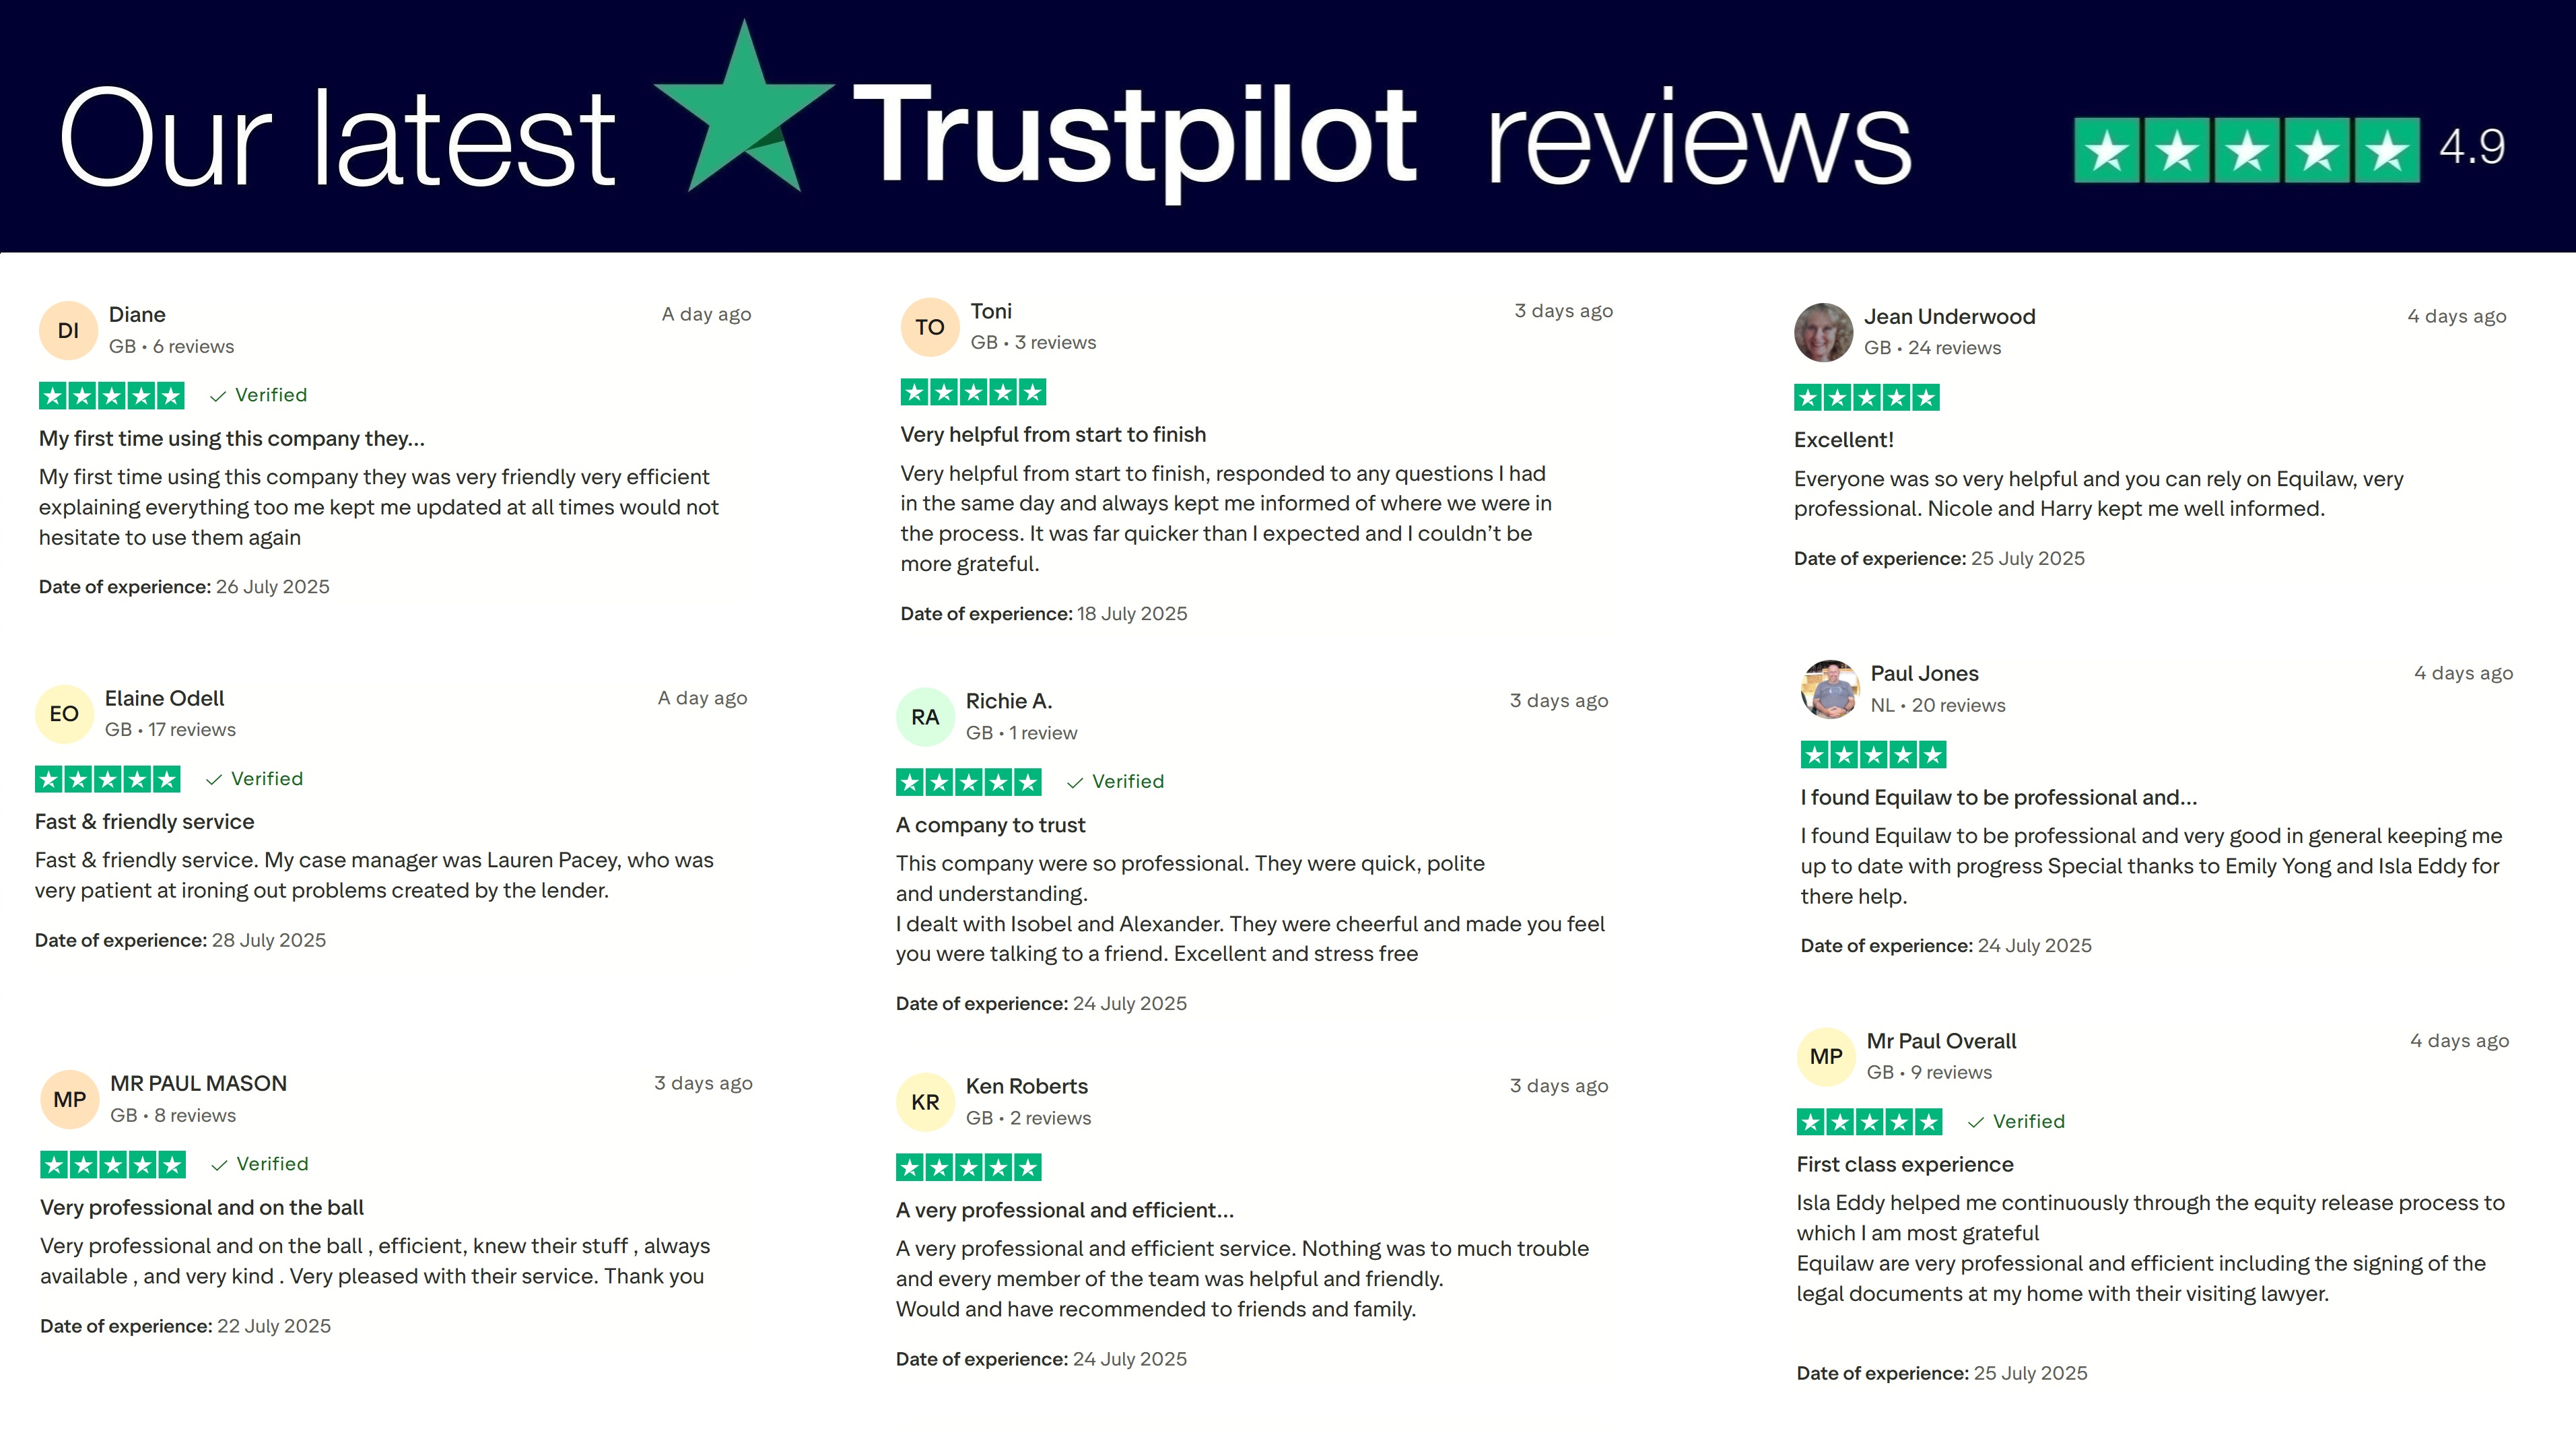 Our latest Trustpilot reviews 4.9
DI
Diane
A day ago
GB • 6 reviews
Verified
My first time using this company they...
My first time using this company they was very friendly very efficient
explaining everything too me kept me updated at all times would not
hesitate to use them again
Date of experience: 26 July 2025
EO
Elaine Odell
A day ago
GB • 17 reviews
Verified
Fast & friendly service
Fast & friendly service. My case manager was Lauren Pacey, who was
very patient at ironing out problems created by the lender.
Date of experience: 28 July 2025
MP
MR PAUL MASON
3 days ago
GB • 8 reviews
Verified
Very professional and on the ball
Very professional and on the ball , efficient, knew their stuff , always
available , and very kind . Very pleased with their service. Thank you
Date of experience: 22 July 2025
TO
Toni
3 days ago
GB • 3 reviews
Very helpful from start to finish
Very helpful from start to finish, responded to any questions I had
in the same day and always kept me informed of where we were in
the process. It was far quicker than I expected and I couldn’t be
more grateful.
Date of experience: 18 July 2025
RA
Richie A.
3 days ago
GB • 1 review
Verified
A company to trust
This company were so professional. They were quick, polite
and understanding.
I dealt with Isobel and Alexander. They were cheerful and made you feel
you were talking to a friend. Excellent and stress free
Date of experience: 24 July 2025
KR
Ken Roberts
3 days ago
GB • 2 reviews
A very professional and efficient...
A very professional and efficient service. Nothing was to much trouble
and every member of the team was helpful and friendly.
Would and have recommended to friends and family.
Date of experience: 24 July 2025
Jean Underwood
4 days ago
GB • 24 reviews
Excellent!
Everyone was so very helpful and you can rely on Equilaw, very
professional. Nicole and Harry kept me well informed.
Date of experience: 25 July 2025
Paul Jones
4 days ago
NL • 20 reviews
I found Equilaw to be professional and...
I found Equilaw to be professional and very good in general keeping me
up to date with progress Special thanks to Emily Yong and Isla Eddy for
there help.
Date of experience: 24 July 2025
MP
Mr Paul Overall
4 days ago
GB • 9 reviews
Verified
First class experience
Isla Eddy helped me continuously through the equity release process to
which I am most grateful
Equilaw are very professional and efficient including the signing of the
legal documents at my home with their visiting lawyer.
Date of experience: 25 July 2025